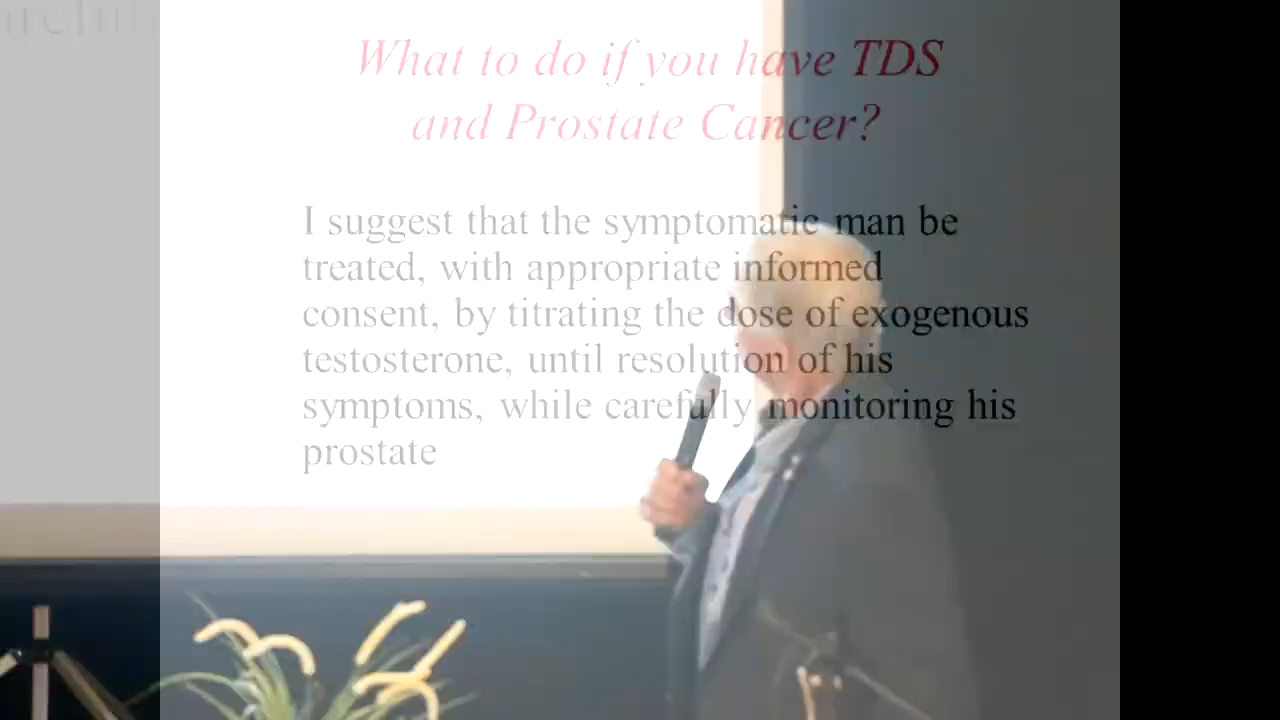 What to do if you have TDS
and Prostate Cancer?
I suggest that the symptomatic man be
treated, with appropriate informed
consent, by titrating the dose of exogenous
testosterone, until resolution of his
symptoms, while carefully monitoring his
prostate